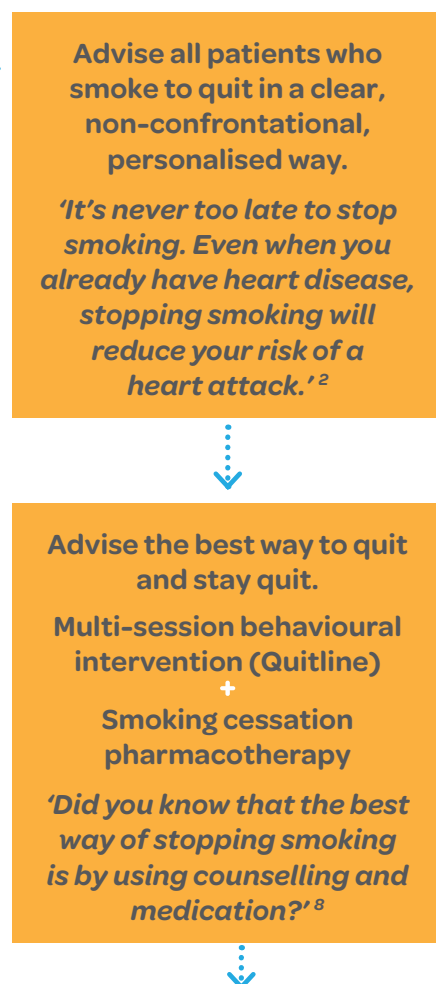 Advise all patients who
smoke to quit in a clear,
non-confrontational,
personalised way.
‘It’s never too late to stop
smoking. Even when you
already have heart disease,
stopping smoking will
reduce your risk of a
heart attack.’ 2
Advise the best way to quit
and stay quit.
Multi-session behavioural
intervention (Quitline)
+
Smoking cessation
pharmacotherapy
‘Did you know that the best
way of stopping smoking
is by using counselling and
medication?’ 8